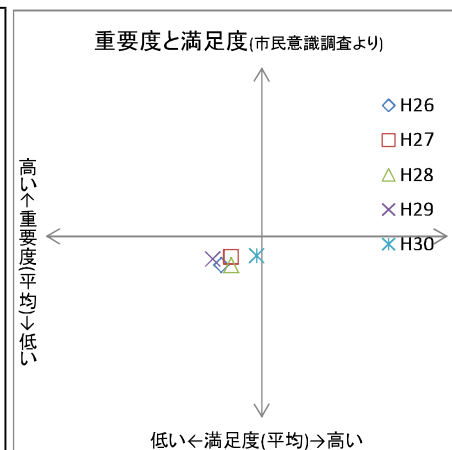 重要度と満足度(市民意識調査より)
H26
H27
H28
H29
H30
高い↑重要度(平均)↓低い
低い←満足度(平均)→高い